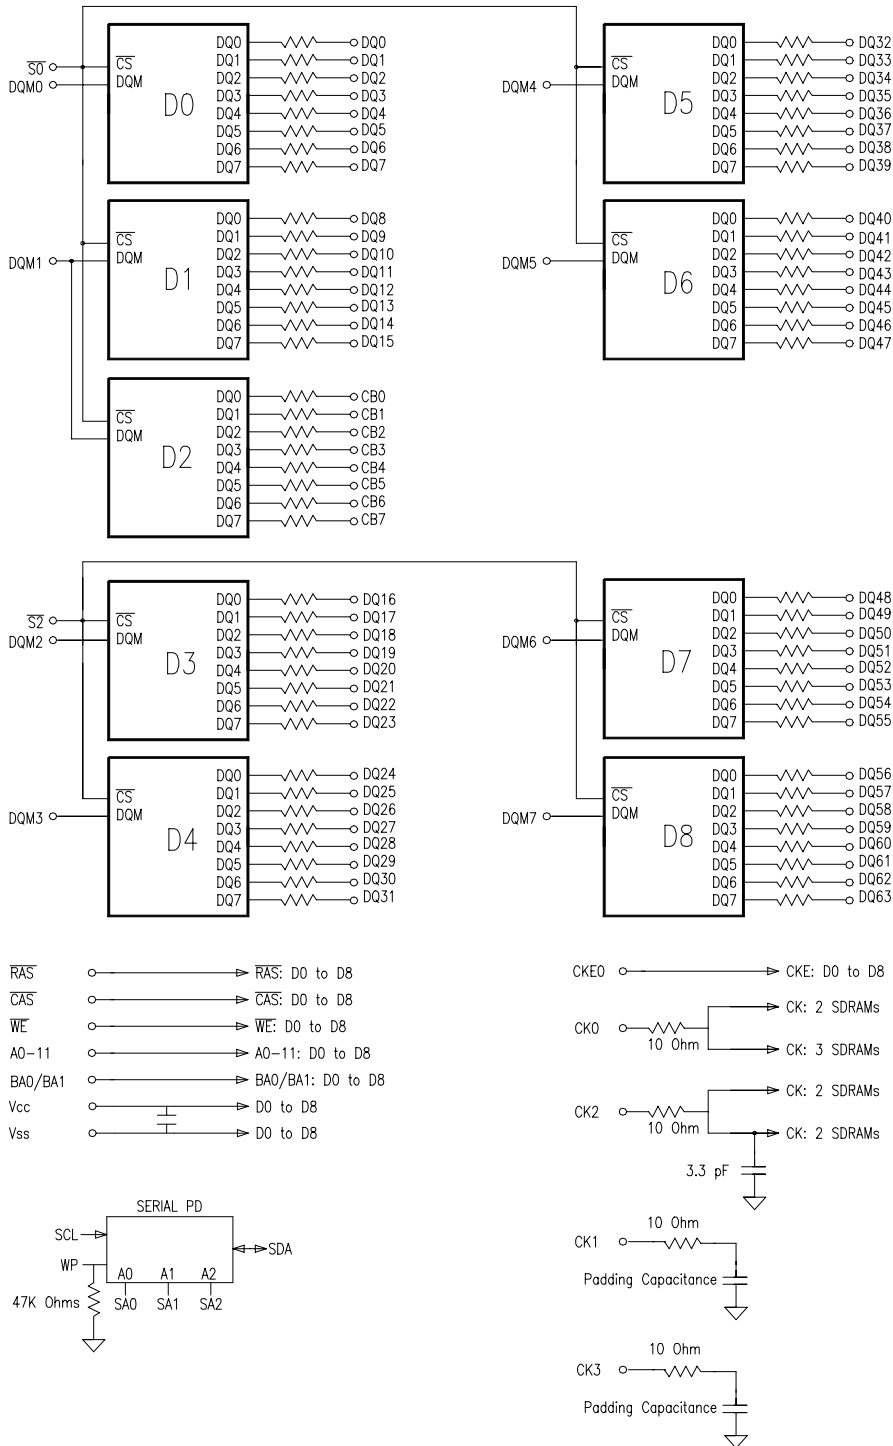 S0
DQM0
CS
DQM
D0
DQ0 DQ0
DQ1 DQ1
DQ2 DQ2
DQ3 DQ3
DQ4 DQ4
DQ5 DQ5
DQ6 DQ6
DQ7 DQ7
DQM4
CS
DQM
D5
DQ0 DQ32
DQ1 DQ33
DQ2 DQ34
DQ3 DQ35
DQ4 DQ36
DQ5 DQ37
DQ6 DQ38
DQ7 DQ39
DQM1
CS
DQM
D1
DQ0 DQ8
DQ1 DQ9
DQ2 DQ10
DQ3 DQ11
DQ4 DQ12
DQ5 DQ13
DQ6 DQ14
DQ7 DQ15
DQM5
CS
DQM
D6
DQ0 DQ40
DQ1 DQ41
DQ2 DQ42
DQ3 DQ43
DQ4 DQ44
DQ5 DQ45
DQ6 DQ46
DQ7 DQ47
CS
DQM
D2
DQ0 CB0
DQ1 CB1
DQ2 CB2
DQ3 CB3
DQ4 CB4
DQ5 CB5
DQ6 CB6
DQ7 CB7
S2
DQM2
CS
DQM
D3
DQ0 DQ16
DQ1 DQ17
DQ2 DQ18
DQ3 DQ19
DQ4 DQ20
DQ5 DQ21
DQ6 DQ22
DQ7 DQ23
DQM6
CS
DQM
D7
DQ0 DQ48
DQ1 DQ49
DQ2 DQ50
DQ3 DQ51
DQ4 DQ52
DQ5 DQ53
DQ6 DQ54
DQ7 DQ55
DQM3
CS
DQM
D4
DQ0 DQ24
DQ1 DQ25
DQ2 DQ26
DQ3 DQ27
DQ4 DQ28
DQ5 DQ29
DQ6 DQ30
DQ7 DQ31
DQM7
CS
DQM
D8
DQ0 DQ56
DQ1 DQ57
DQ2 DQ58
DQ3 DQ59
DQ4 DQ60
DQ5 DQ61
DQ6 DQ62
DQ7 DQ63
RAS RAS: D0 to D8
CAS CAS: D0 to D8
WE WE: D0 to D8
A0-11 A0-11: D0 to D8
BA0/BA1 BA0/BA1: D0 to D8
Vcc D0 to D8
Vss D0 to D8
CKE0 CKE: D0 to D8
CK: 2 SDRAMs
CK0
10 Ohm
CK: 3 SDRAMs
CK: 2 SDRAMs
CK2
10 Ohm
CK: 2 SDRAMs
3.3 pF
SERIAL PD
SCL
SDA
WP
A0 A1 A2
47K Ohms
SA0 SA1 SA2
10 Ohm
CK1
Padding Capacitance
10 Ohm
CK3
Padding Capacitance